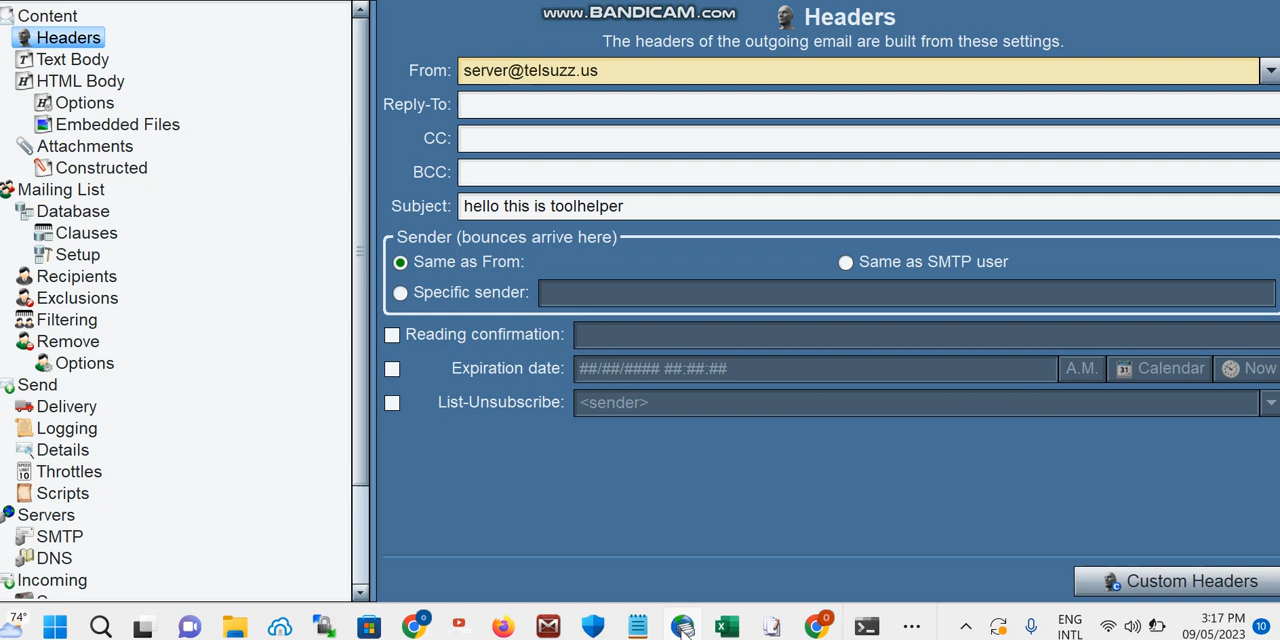 Content
Headers
Text Body
HTML Body
Options
Embedded Files
Attachments
Constructed
Mailing List
Database
Clauses
Setup
Recipients
Exclusions
Filtering
Remove
Options
Send
Delivery
Logging
Details
Throttles
Scripts
Servers
SMTP
DNS
Incoming
www.BANDICAM.com
Headers
The headers of the outgoing email are built from these settings.
From: server@telsuzz.us
Reply-To:
CC:
BCC:
Subject: hello this is toolhelper
Sender (bounces arrive here)
Same as From: Same as SMTP user
Specific sender:
Reading confirmation:
Expiration date: ##/##/#### ##:##:## A.M. Calendar Now
List-Unsubscribe: <sender>
Custom Headers
74° 0 0 ENG 3:17 PM 10
INTL 09/05/2023